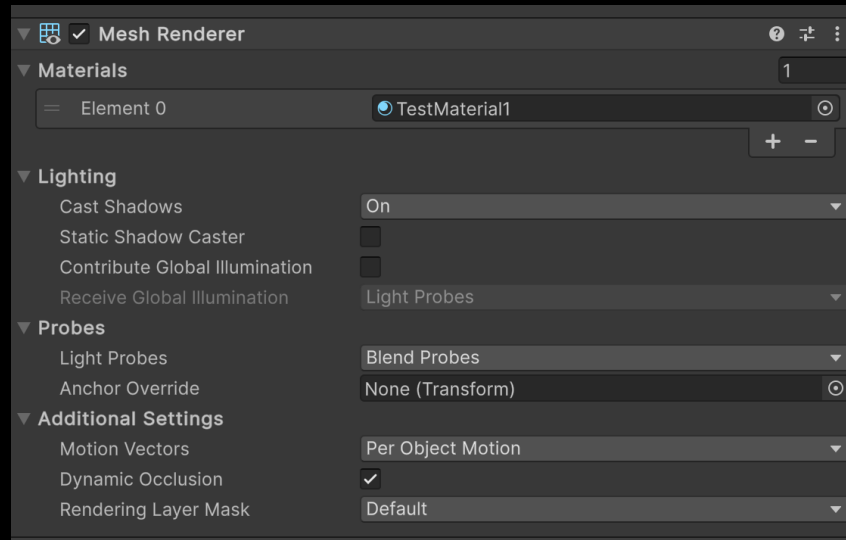 Mesh Renderer
Materials 1
Element 0 TestMaterial1
Lighting
Cast Shadows On
Static Shadow Caster
Contribute Global Illumination
Receive Global Illumination Light Probes
Probes
Light Probes Blend Probes
Anchor Override None (Transform)
Additional Settings
Motion Vectors Per Object Motion
Dynamic Occlusion
Rendering Layer Mask Default